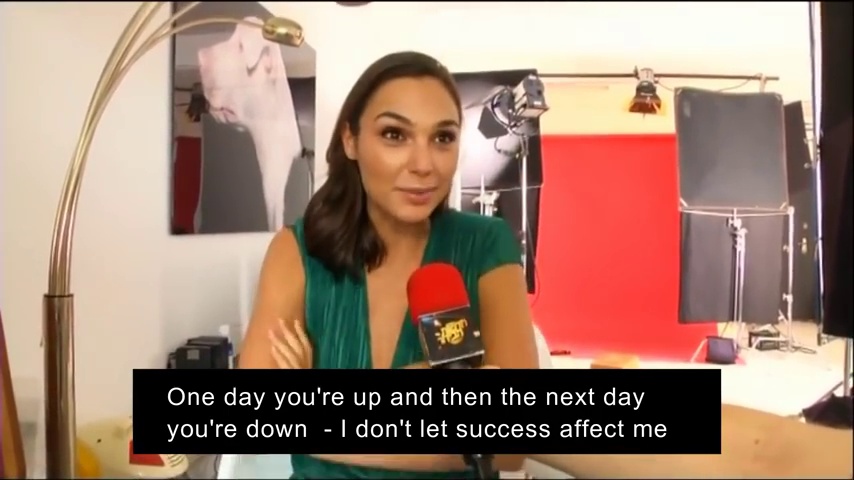 One day you're up and then the next day
you're down  - I don't let success affect me